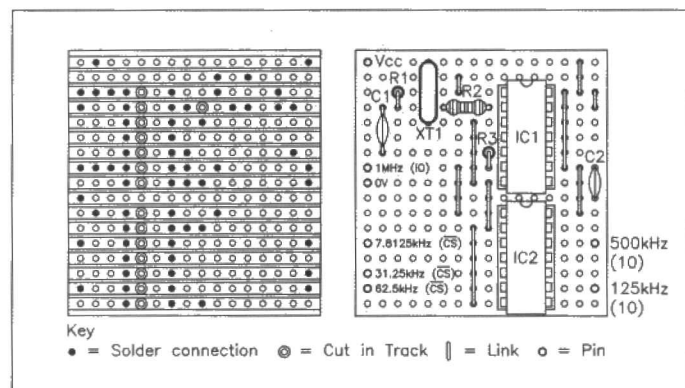 Vcc
R1
C1
R2
XT1
IC1
R3
C2
1MHz (IO)
0V
7.8125kHz (CS)
500kHz
(10)
IC2
31.25kHz (CS)
62.5kHz (CS)
125kHz
(10)
Key
● = Solder connection ◎ = Cut in Track = Link o = Pin